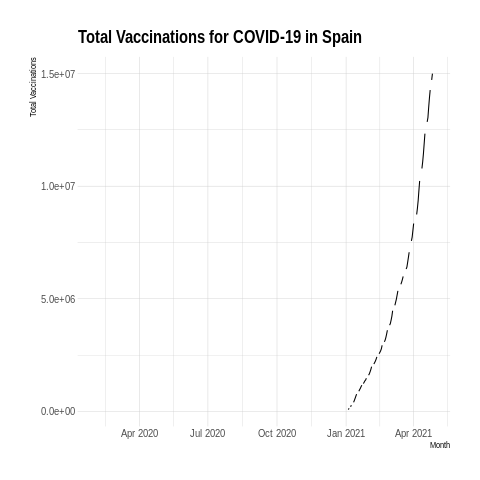 Total Vaccinations for COVID-19 in Spain
Total Vaccinations
1.5e+07
1.0e+07
5.0e+06
0.0e+00
Apr 2020 Jul 2020 Oct 2020 Jan 2021 Apr 2021
Month